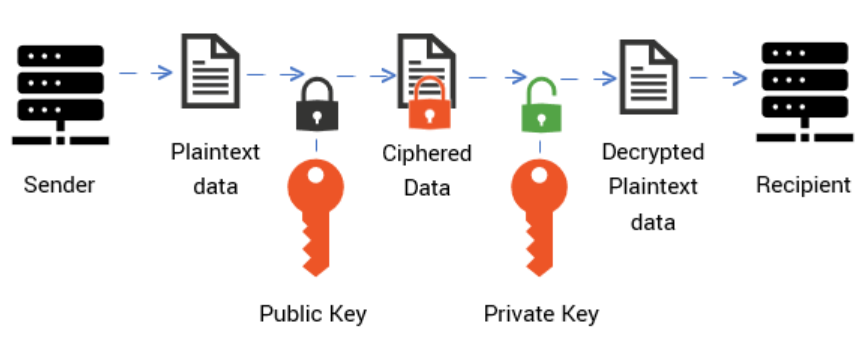 Sender
Plaintext
data
Public Key
Ciphered
Data
Private Key
Decrypted
Plaintext
data
Recipient